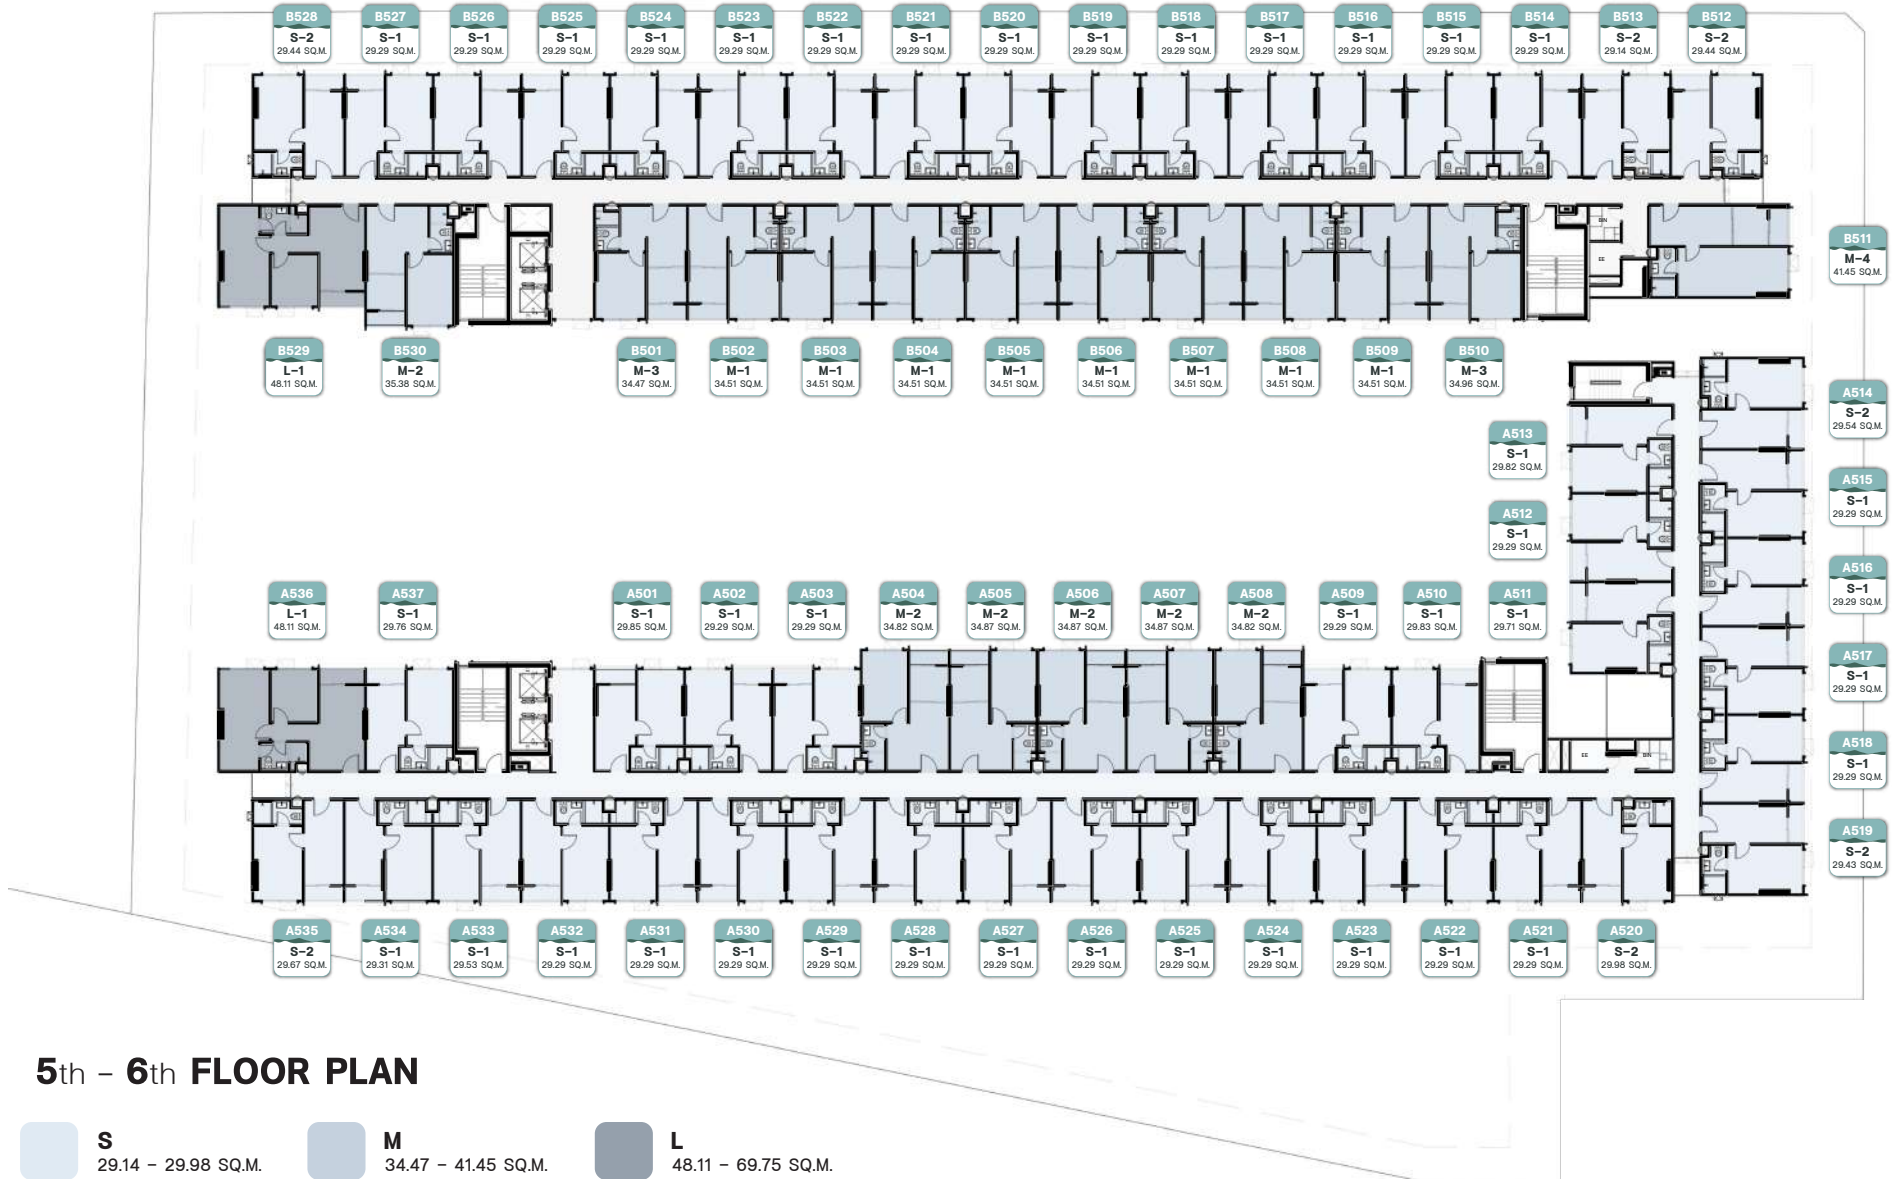 B528
S-2
29.44 SQ.M.
B527
S-1
29.29 SQ.M.
B526
S-1
29.29 SQ.M.
B525
S-1
29.29 SQ.M.
B524
S-1
29.29 SQ.M.
B523
S-1
29.29 SQ.M.
B522
S-1
29.29 SQ.M.
B521
S-1
29.29 SQ.M.
B520
S-1
29.29 SQ.M.
B519
S-1
29.29 SQ.M.
B518
S-1
29.29 SQ.M.
B517
S-1
29.29 SQ.M.
B516
S-1
29.29 SQ.M.
B515
S-1
29.29 SQ.M.
B514
S-1
29.29 SQ.M.
B513
S-2
29.14 SQ.M.
B512
S-2
29.44 SQ.M.
BIN
EE
B511
M-4
41.45 SQ.M.
B529
L-1
48.11 SQ.M.
B530
M-2
35.38 SQ.M.
B501
M-3
34.47 SQ.M.
B502
M-1
34.51 SQ.M.
B503
M-1
34.51 SQ.M.
B504
M-1
34.51 SQ.M.
B505
M-1
34.51 SQ.M.
B506
M-1
34.51 SQ.M.
B507
M-1
34.51 SQ.M.
B508
M-1
34.51 SQ.M.
B509
M-1
34.51 SQ.M.
B510
M-3
34.96 SQ.M.
A514
S-2
29.54 SQ.M.
A513
S-1
29.82 SQ.M.
A515
S-1
29.29 SQ.M.
A512
S-1
29.29 SQ.M.
A516
S-1
29.29 SQ.M.
A536
L-1
48.11 SQ.M.
A537
S-1
29.76 SQ.M.
A501
S-1
29.85 SQ.M.
A502
S-1
29.29 SQ.M.
A503
S-1
29.29 SQ.M.
A504
M-2
34.82 SQ.M.
A505
M-2
34.87 SQ.M.
A506
M-2
34.87 SQ.M.
A507
M-2
34.87 SQ.M.
A508
M-2
34.82 SQ.M.
A509
S-1
29.29 SQ.M.
A510
S-1
29.83 SQ.M.
A511
S-1
29.71 SQ.M.
A517
S-1
29.29 SQ.M.
A518
S-1
29.29 SQ.M.
EE
BIN
A519
S-2
29.43 SQ.M.
A535
S-2
29.67 SQ.M.
A534
S-1
29.31 SQ.M.
A533
S-1
29.53 SQ.M.
A532
S-1
29.29 SQ.M.
A531
S-1
29.29 SQ.M.
A530
S-1
29.29 SQ.M.
A529
S-1
29.29 SQ.M.
A528
S-1
29.29 SQ.M.
A527
S-1
29.29 SQ.M.
A526
S-1
29.29 SQ.M.
A525
S-1
29.29 SQ.M.
A524
S-1
29.29 SQ.M.
A523
S-1
29.29 SQ.M.
A522
S-1
29.29 SQ.M.
A521
S-1
29.29 SQ.M.
A520
S-2
29.98 SQ.M.
5th - 6th FLOOR PLAN
S
29.14 - 29.98 SQ.M.
M
34.47 - 41.45 SQ.M.
L
48.11 - 69.75 SQ.M.